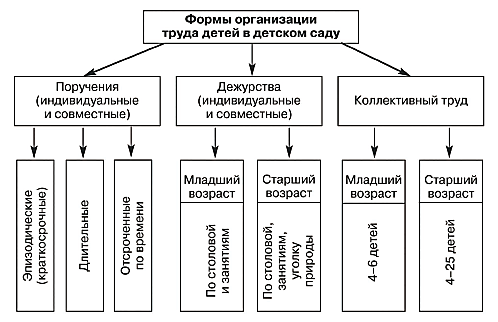 Формы организации
труда детей в детском саду
Поручения
(индивидуальные
и совместные)
Дежурства
(индивидуальные
и совместные)
Коллективный труд
Эпизодические
(краткосрочные)
Длительные
Отсроченные
по времени
Младший
возраст
По столовой
и занятиям
Старший
возраст
По столовой,
занятиям,
уголку
природы
Младший
возраст
4–6 детей
Старший
возраст
4–25 детей